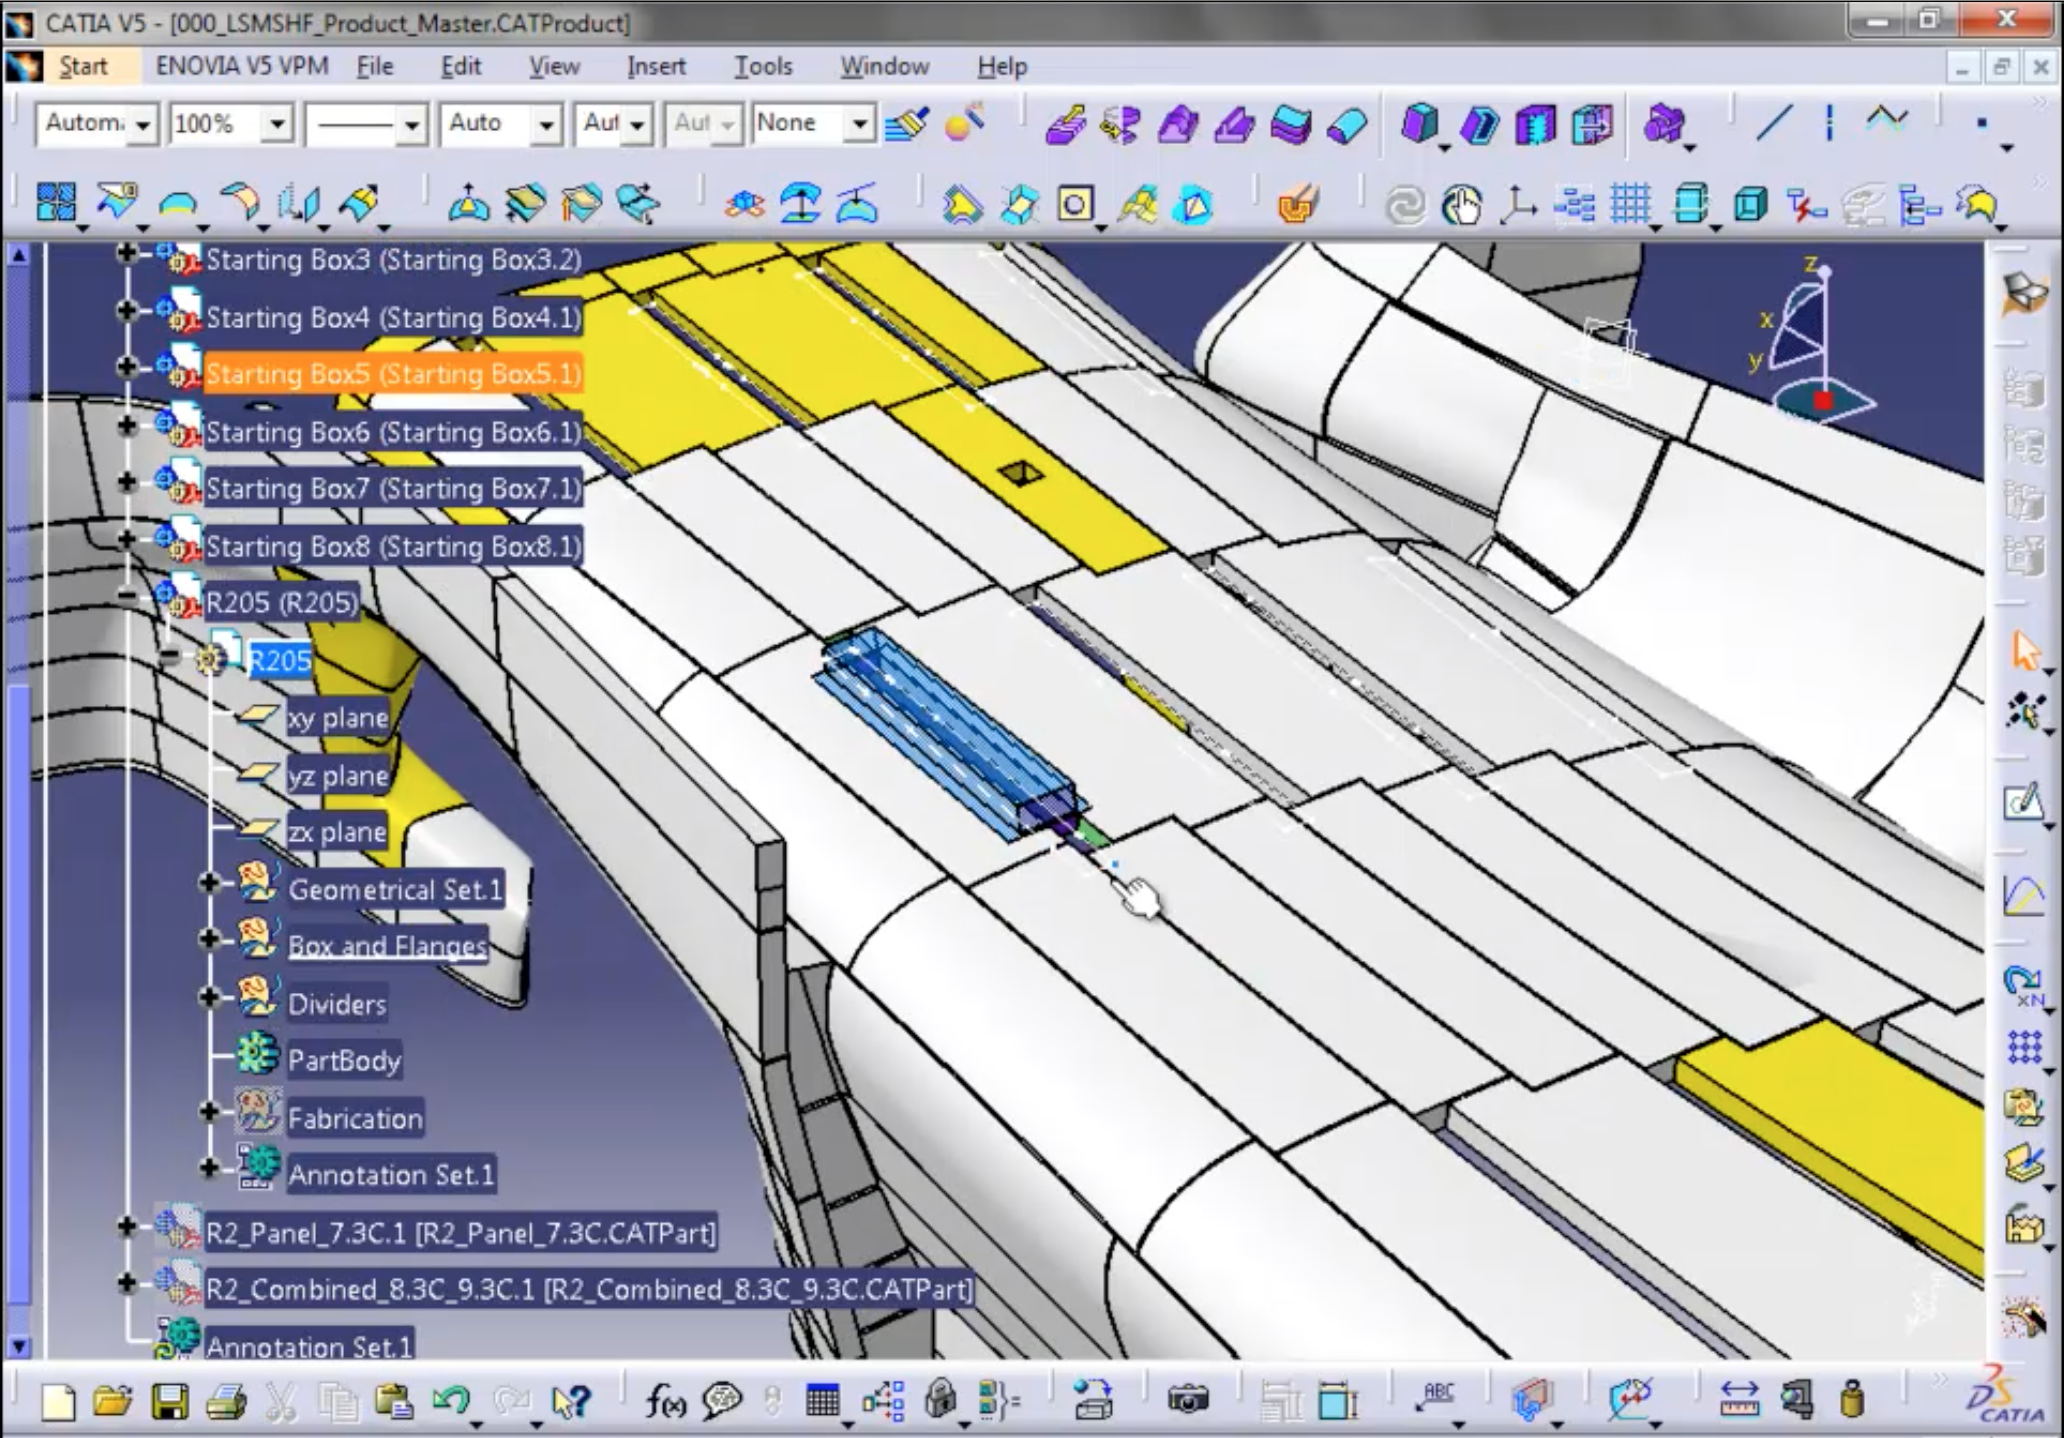 CATIA V5 - [000_LSMSHF_Product_Master.CATProduct]
Start ENOVIA V5 VPM File Edit View Insert Tools Window Help
Autom 100% Auto Aut Aut None
Starting Box3 (Starting Box3.2)
Starting Box4 (Starting Box4.1)
Starting Box5 (Starting Box5.1)
Starting Box6 (Starting Box6.1)
Starting Box7 (Starting Box7.1)
Starting Box8 (Starting Box8.1)
R205 (R205)
R205
xy plane
yz plane
zx plane
Geometrical Set.1
Box and Flanges
Dividers
PartBody
Fabrication
Annotation Set.1
R2_Panel_7.3C.1 [R2_Panel_7.3C.CATPart]
R2_Combined_8.3C_9.3C.1 [R2_Combined_8.3C_9.3C.CATPart]
Annotation Set.1
z
x
y
xN
f(x)
ABC
CATIA